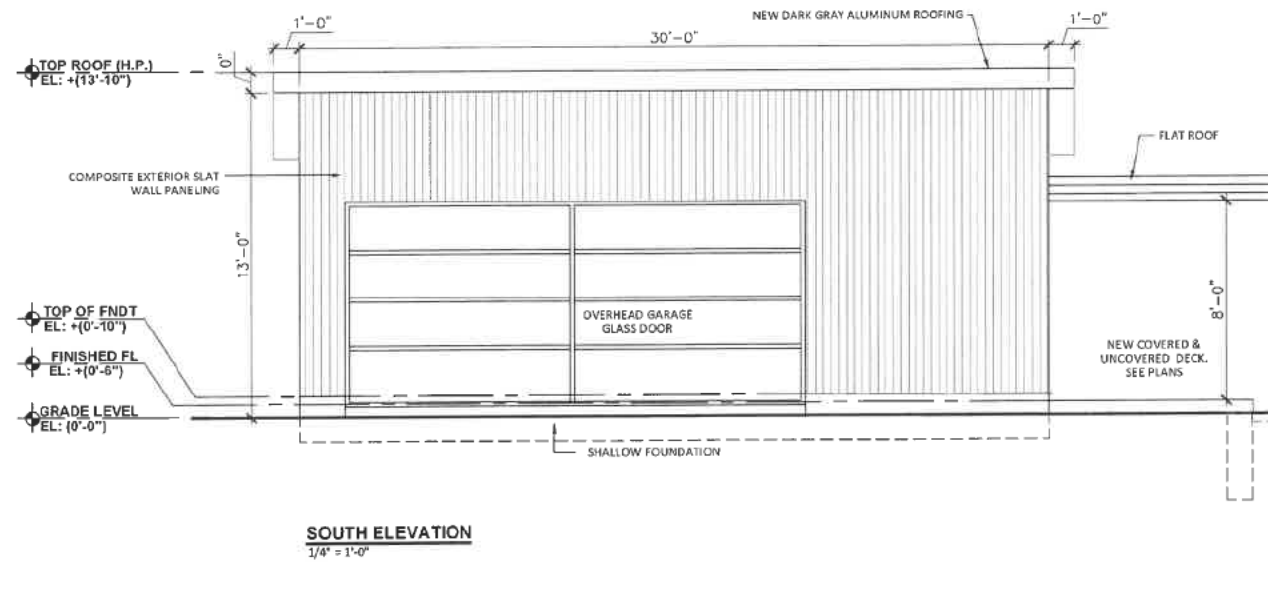 1'-0"
NEW DARK GRAY ALUMINUM ROOFING
1'-0"
30'-0"
TOP ROOF (H.P.)
EL: +(13'-10")
0"
FLAT ROOF
COMPOSITE EXTERIOR SLAT
WALL PANELING
13'-0"
8'-0"
TOP OF FNDT
EL: +(0'-10")
OVERHEAD GARAGE
GLASS DOOR
NEW COVERED &
UNCOVERED DECK.
SEE PLANS
FINISHED FL
EL: +(0'-6")
GRADE LEVEL
EL: (0'-0")
SHALLOW FOUNDATION
SOUTH ELEVATION
1/4" = 1'-0"